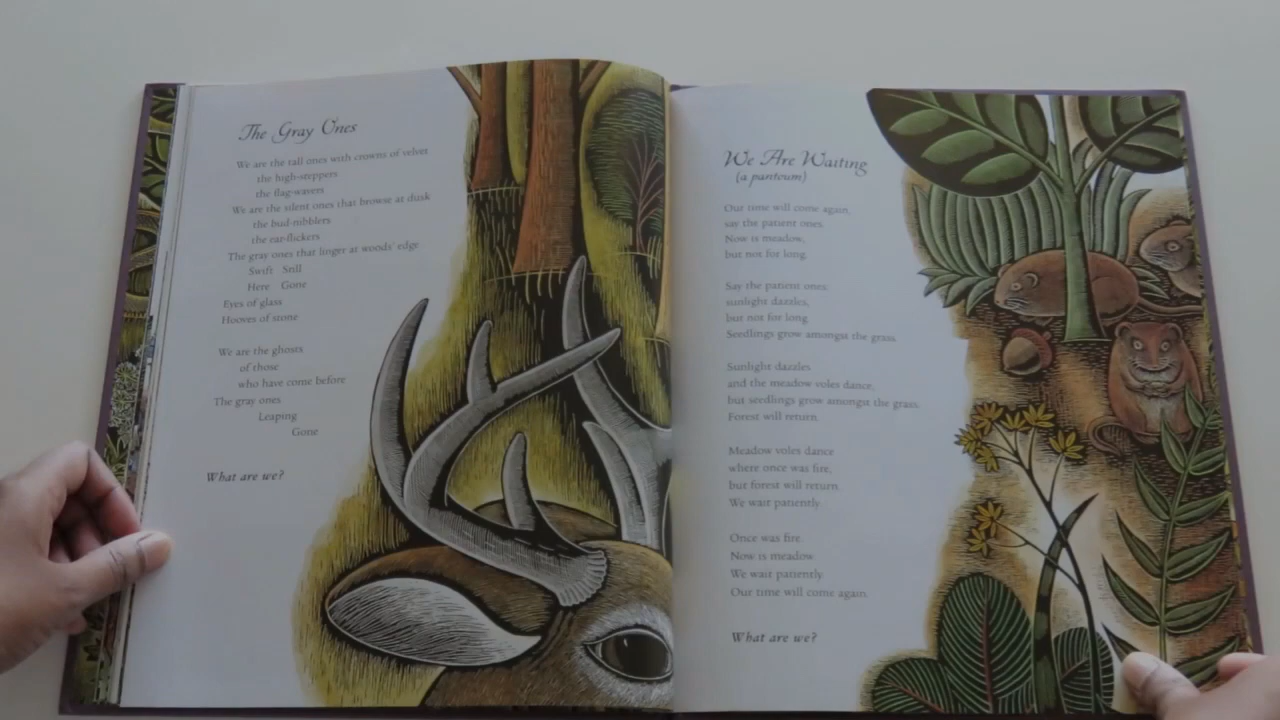 The Gray Ones
We are the tall ones with crowns of velvet
the high-steppers
the flag-wavers
We are the silent ones that browse at dusk
the bud-nibblers
the ear-flickers
The gray ones that linger at woods' edge
Swift Still
Here Gone
Eyes of glass
Hooves of stone
We are the ghosts
of those
who have come before
The gray ones
Leaping
Gone
What are we?
We Are Waiting
(a pantoum)
Our time will come again,
say the patient ones.
Now is meadow,
but not for long.
Say the patient ones:
sunlight dazzles,
but not for long.
Seedlings grow amongst the grass.
Sunlight dazzles
and the meadow voles dance,
but seedlings grow amongst the grass.
Forest will return.
Meadow voles dance
where once was fire,
but forest will return.
We wait patiently.
Once was fire.
Now is meadow.
We wait patiently.
Our time will come again.
What are we?